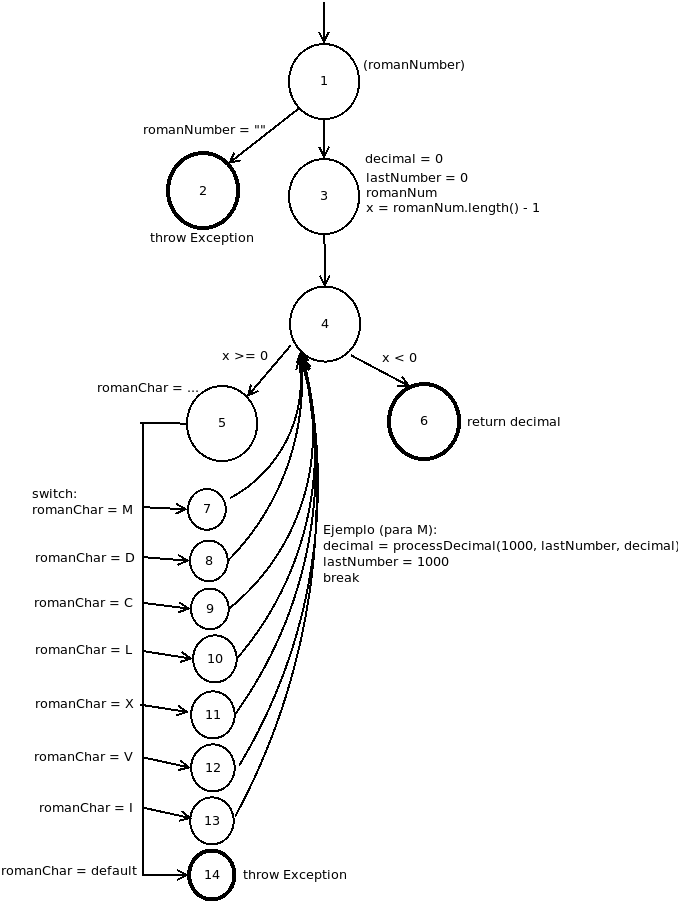 (romanNumber)
1
romanNumber = ""
decimal = 0
lastNumber = 0
romanNum
x = romanNum.length() - 1
2
3
throw Exception
4
x >= 0
x < 0
romanChar = ...
5
6
return decimal
switch:
romanChar = M
7
Ejemplo (para M):
decimal = processDecimal(1000, lastNumber, decimal)
lastNumber = 1000
break
romanChar = D
8
romanChar = C
9
romanChar = L
10
romanChar = X
11
romanChar = V
12
romanChar = I
13
romanChar = default
14
throw Exception